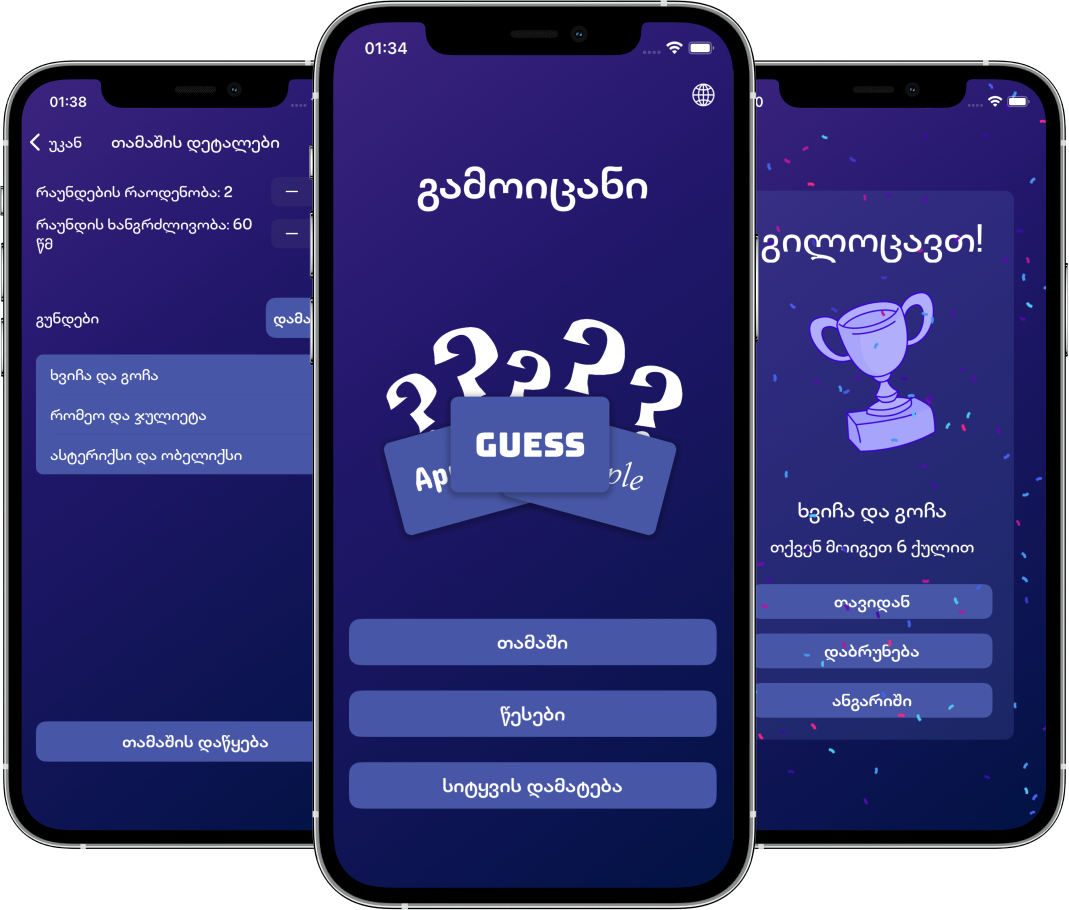 01:38
უკან თამაშის დეტალები
რაუნდების რაოდენობა: 2
რაუნდის ხანგრძლივობა: 60
წმ
გუნდები
დამა
ხვიჩა და გოჩა
რომეო და ჯულიეტა
ასტერიქსი და ობელიქსი
თამაშის დაწყება
01:34
გამოიცანი
GUESS
App
ple
თამაში
წესები
სიტყვის დამატება
0
გილოცავთ!
ხვიჩა და გოჩა
თქვენ მოიგეთ 6 ქულით
თავიდან
დაბრუნება
ანგარიში